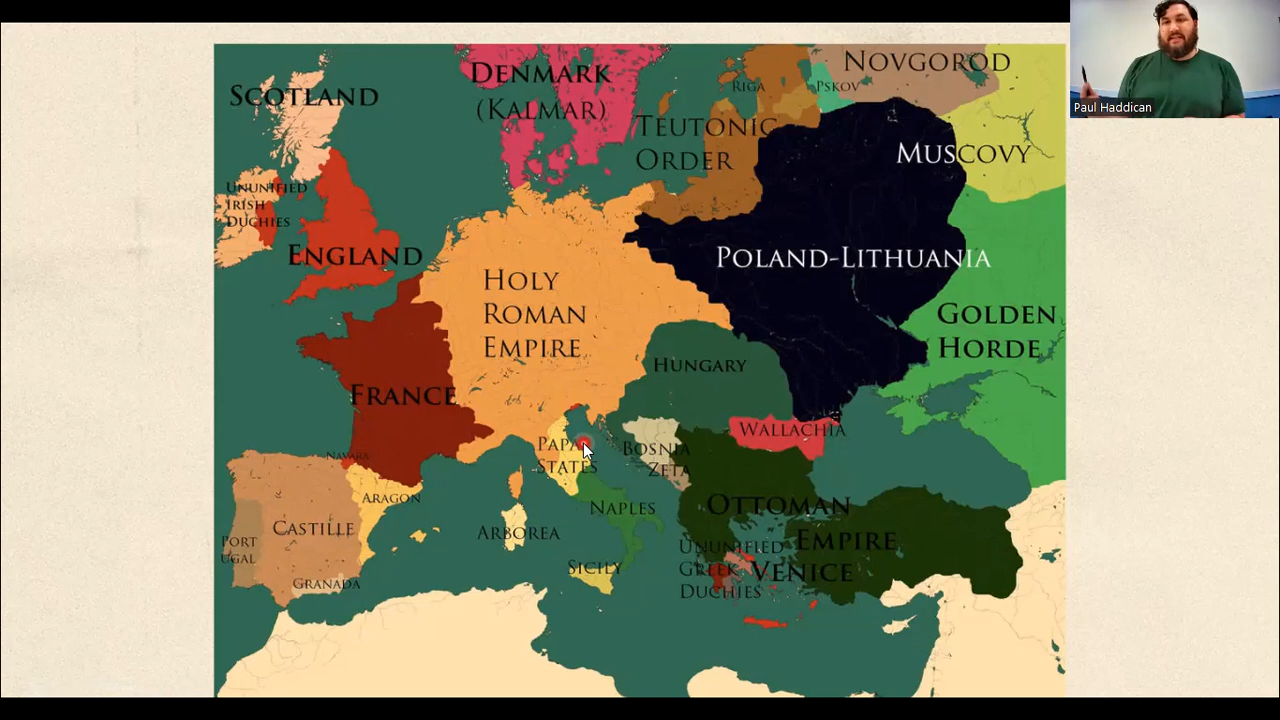 Paul Haddican
SCOTLAND
DENMARK
(KALMAR)
NOVGOROD
RIGA
PSKOV
TEUTONIC
ORDER
MUSCOVY
UNUNIFIED
IRISH
DUCHIES
ENGLAND
HOLY
ROMAN
EMPIRE
POLAND-LITHUANIA
GOLDEN
HORDE
HUNGARY
FRANCE
WALLACHIA
PAPAL
STATES
BOSNIA
ZETA
NAVARA
ARAGON
CASTILLE
PORT
UGAL
GRANADA
ARBOREA
NAPLES
SICILY
OTTOMAN
EMPIRE
UNUNIFIED
GREEK
DUCHIES
VENICE